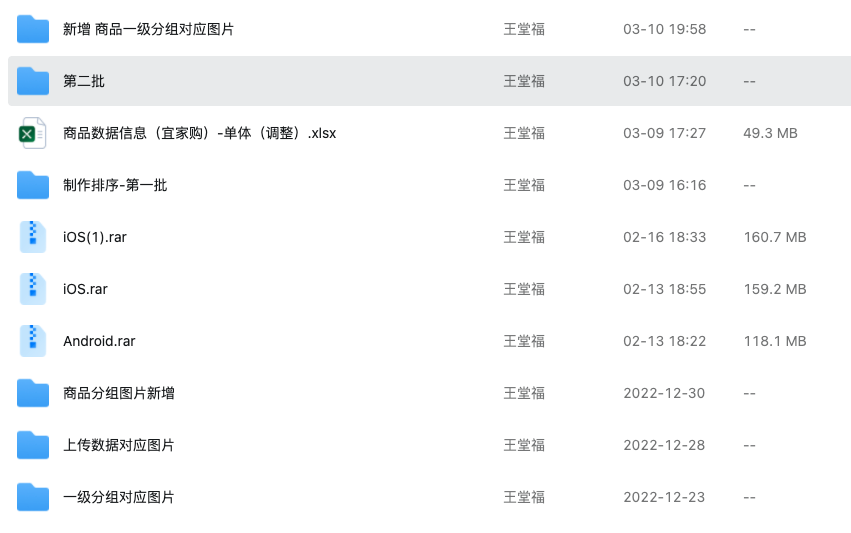 新增 商品一级分组对应图片 王堂福 03-10 19:58 --
第二批 王堂福 03-10 17:20 --
商品数据信息（宜家购）-单体（调整）.xlsx 王堂福 03-09 17:27 49.3 MB
制作排序-第一批 王堂福 03-09 16:16 --
iOS(1).rar 王堂福 02-16 18:33 160.7 MB
iOS.rar 王堂福 02-13 18:55 159.2 MB
Android.rar 王堂福 02-13 18:22 118.1 MB
商品分组图片新增 王堂福 2022-12-30 --
上传数据对应图片 王堂福 2022-12-28 --
一级分组对应图片 王堂福 2022-12-23 --